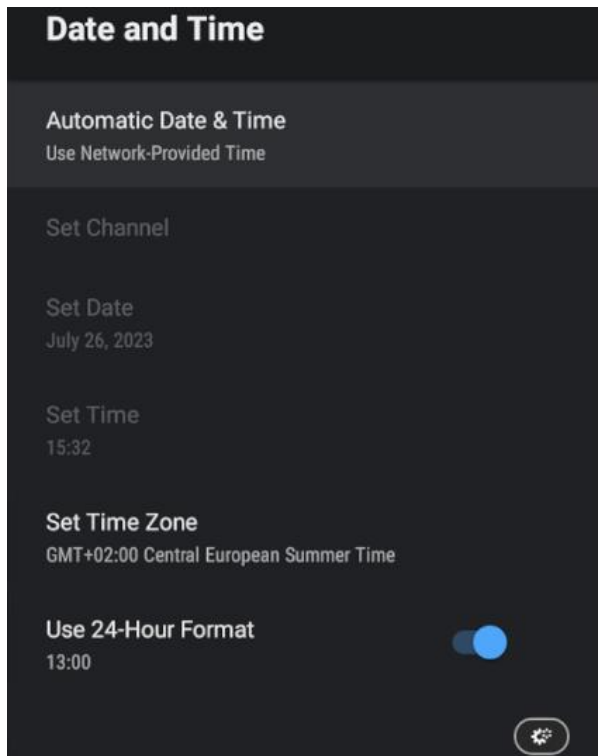 Date and Time
Automatic Date & Time
Use Network-Provided Time
Set Channel
Set Date
July 26, 2023
Set Time
15:32
Set Time Zone
GMT+02:00 Central European Summer Time
Use 24-Hour Format
13:00